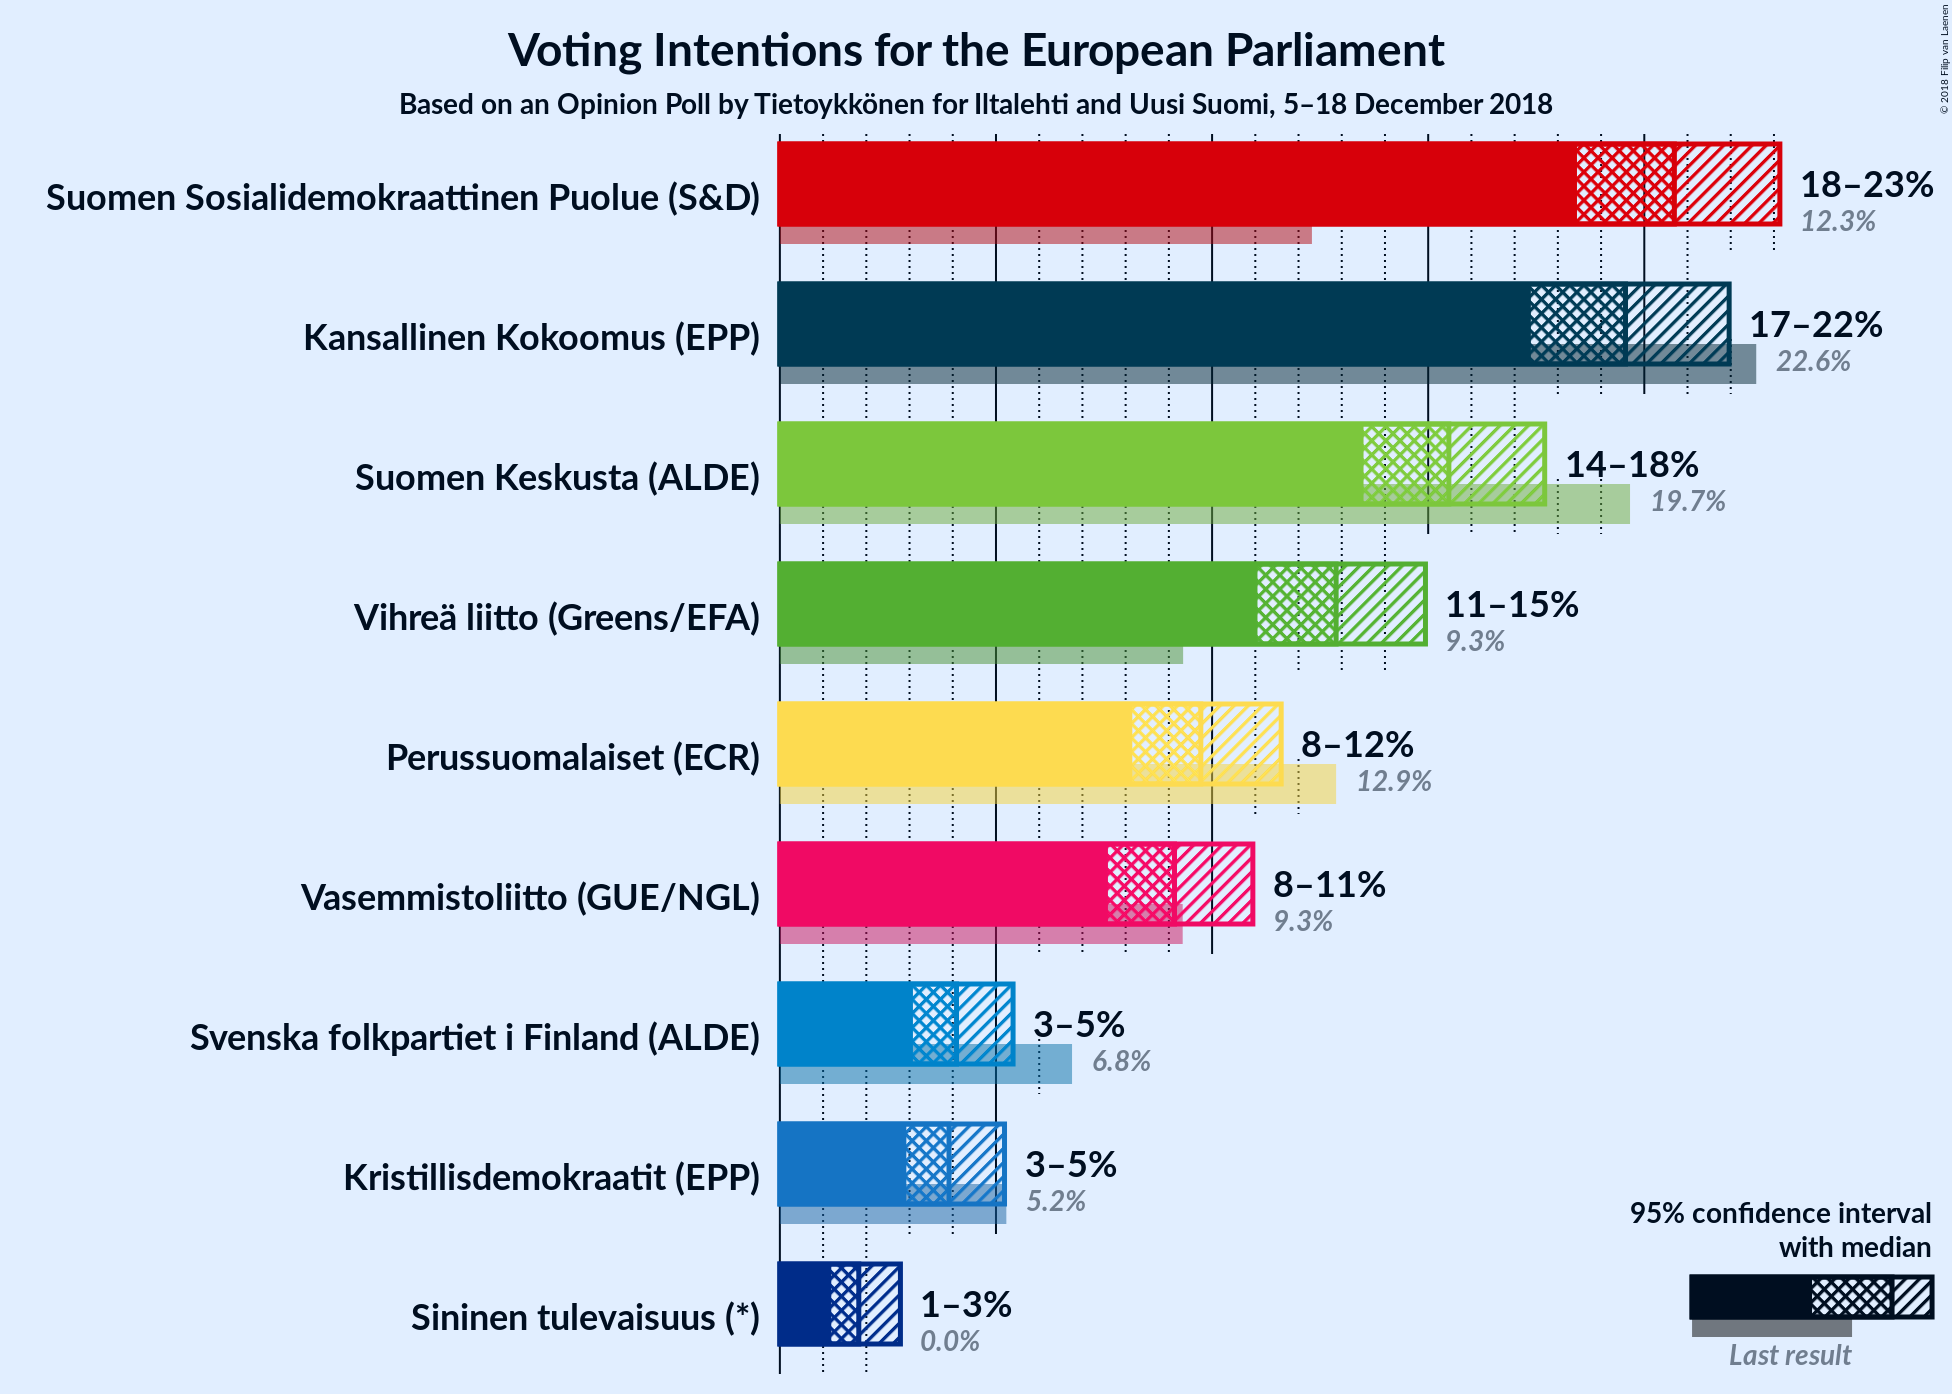 Voting Intentions for the European Parliament
Based on an Opinion Poll by Tietoykkönen for Iltalehti and Uusi Suomi, 5–18 December 2018
© 2018 Filip van Laenen
Suomen Sosialidemokraattinen Puolue (S&D)
18–23%
12.3%
Kansallinen Kokoomus (EPP)
17–22%
22.6%
Suomen Keskusta (ALDE)
14–18%
19.7%
Vihreä liitto (Greens/EFA)
11–15%
9.3%
Perussuomalaiset (ECR)
8–12%
12.9%
Vasemmistoliitto (GUE/NGL)
8–11%
9.3%
Svenska folkpartiet i Finland (ALDE)
3–5%
6.8%
Kristillisdemokraatit (EPP)
3–5%
5.2%
Sininen tulevaisuus (*)
1–3%
0.0%
95% confidence interval
with median
Last result